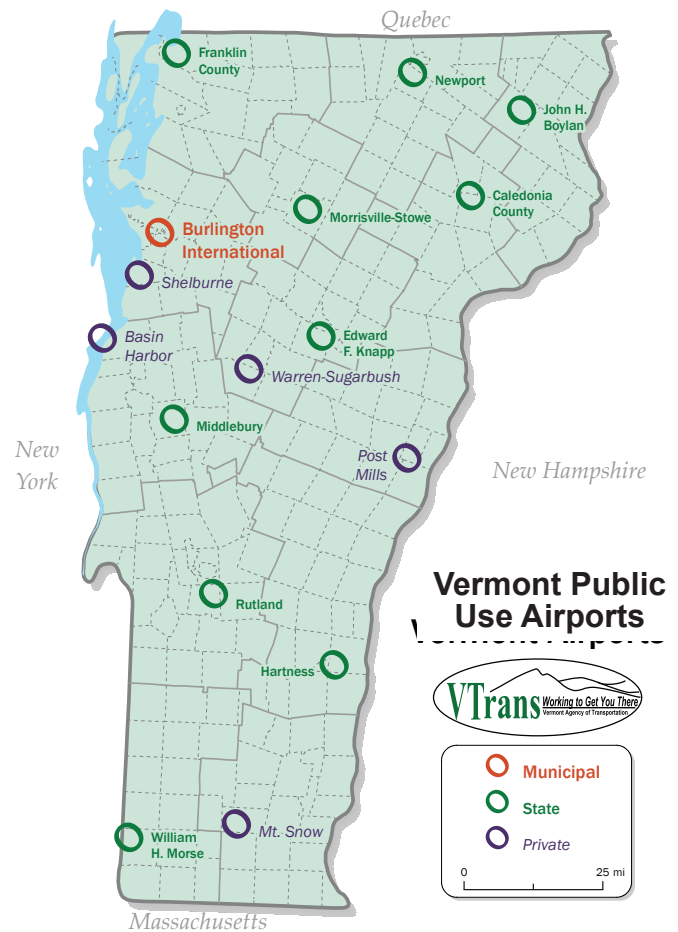 Quebec
Franklin
County
Newport
John H.
Boylan
Caledonia
County
Morrisville-Stowe
Burlington
International
Shelburne
Basin
Harbor
Edward
F. Knapp
Warren-Sugarbush
Middlebury
Post
Mills
New
York
New Hampshire
Rutland
Hartness
Mt. Snow
William
H. Morse
Massachusetts
Vermont Public
Use Airports
Vermont Airports
VTrans
Working to Get You There
Vermont Agency of Transportation
Municipal
State
Private
0
25 mi